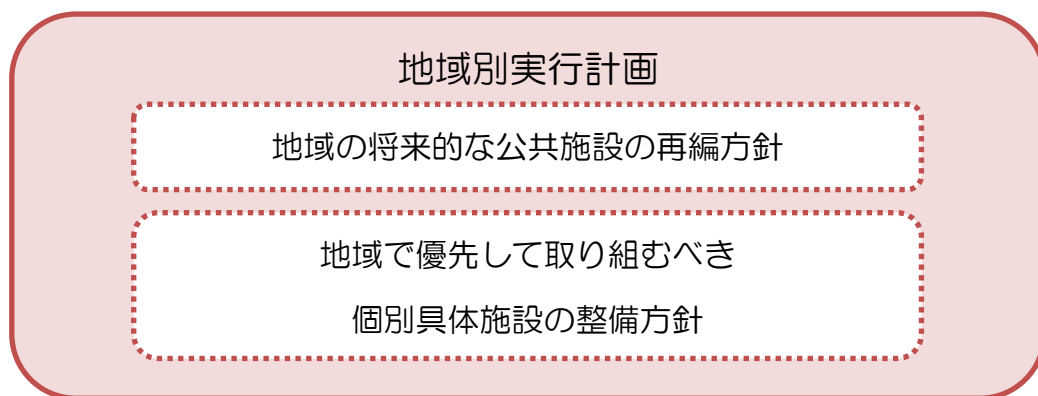 地域別実行計画
地域の将来的な公共施設の再編方針
地域で優先して取り組むべき
個別具体施設の整備方針